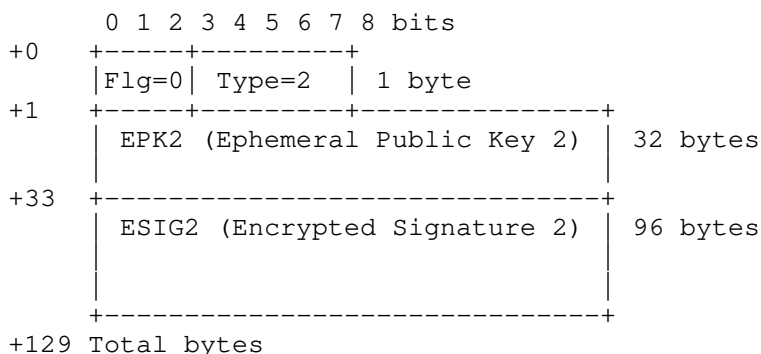 0 1 2 3 4 5 6 7 8 bits
+0 +-----+---------+
|Flg=0| Type=2 | 1 byte
+1 +-----+---------+---------------+
| EPK2 (Ephemeral Public Key 2) | 32 bytes
| |
+33 +-------------------------------+
| ESIG2 (Encrypted Signature 2) | 96 bytes
| |
| |
+-------------------------------+
+129 Total bytes